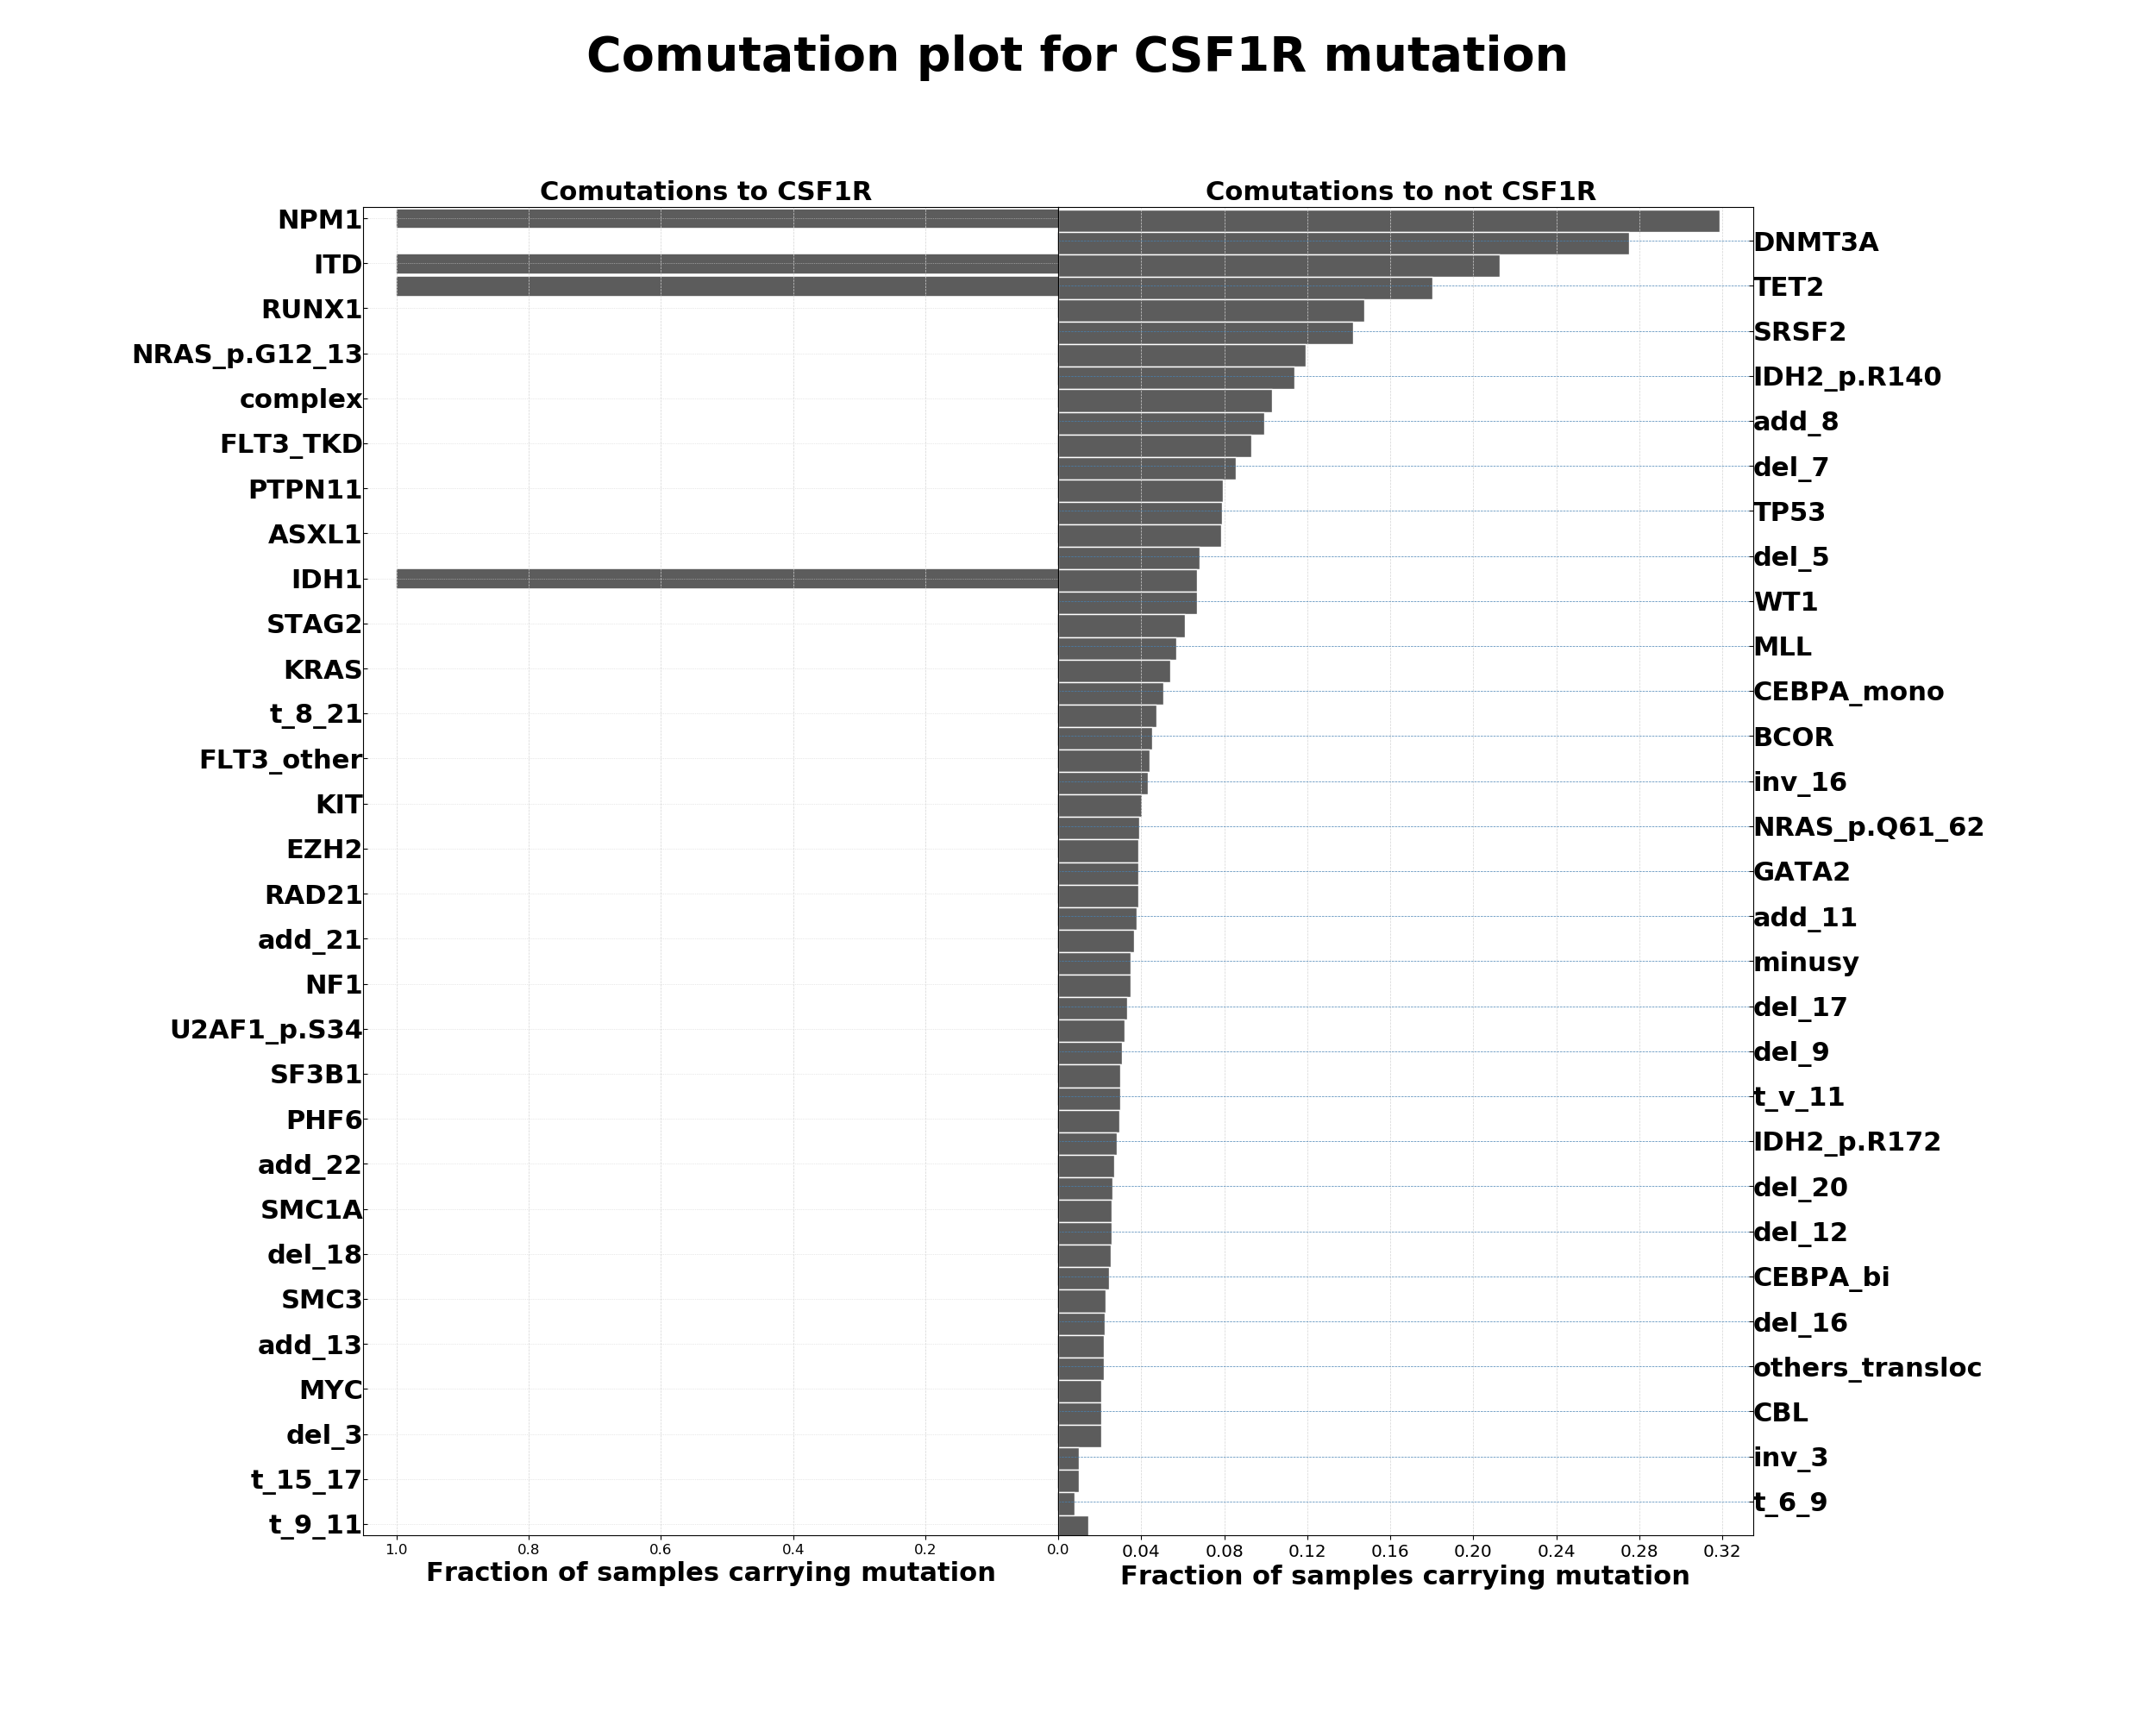 Comutation plot for CSF1R mutation
Comutations to CSF1R
Comutations to not CSF1R
NPM1
DNMT3A
ITD
TET2
RUNX1
SRSF2
NRAS_p.G12_13
IDH2_p.R140
complex
add_8
FLT3_TKD
del_7
PTPN11
TP53
ASXL1
del_5
IDH1
WT1
STAG2
MLL
KRAS
CEBPA_mono
t_8_21
BCOR
FLT3_other
inv_16
KIT
NRAS_p.Q61_62
EZH2
GATA2
RAD21
add_11
add_21
minusy
NF1
del_17
U2AF1_p.S34
del_9
SF3B1
t_v_11
PHF6
IDH2_p.R172
add_22
del_20
SMC1A
del_12
del_18
CEBPA_bi
SMC3
del_16
add_13
others_transloc
MYC
CBL
del_3
inv_3
t_15_17
t_6_9
t_9_11
1.0 0.8 0.6 0.4 0.2 0.0 0.04 0.08 0.12 0.16 0.20 0.24 0.28 0.32
Fraction of samples carrying mutation
Fraction of samples carrying mutation